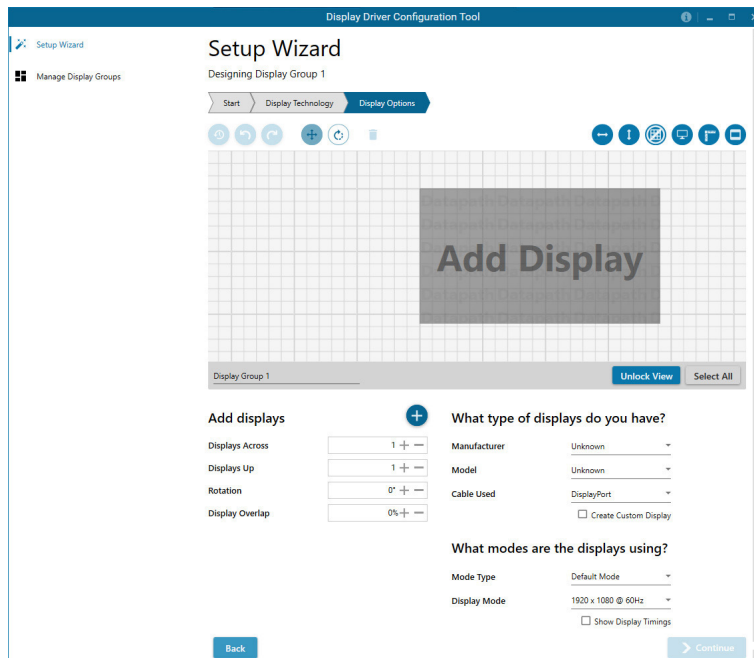 Display Driver Configuration Tool
Setup Wizard
Manage Display Groups
Setup Wizard
Designing Display Group 1
Start Display Technology Display Options
Add Display
Display Group 1 Unlock View Select All
Add displays
Displays Across 1
Displays Up 1
Rotation 0°
Display Overlap 0%
What type of displays do you have?
Manufacturer Unknown
Model Unknown
Cable Used DisplayPort
Create Custom Display
What modes are the displays using?
Mode Type Default Mode
Display Mode 1920 x 1080 @ 60Hz
Show Display Timings
Back Continue